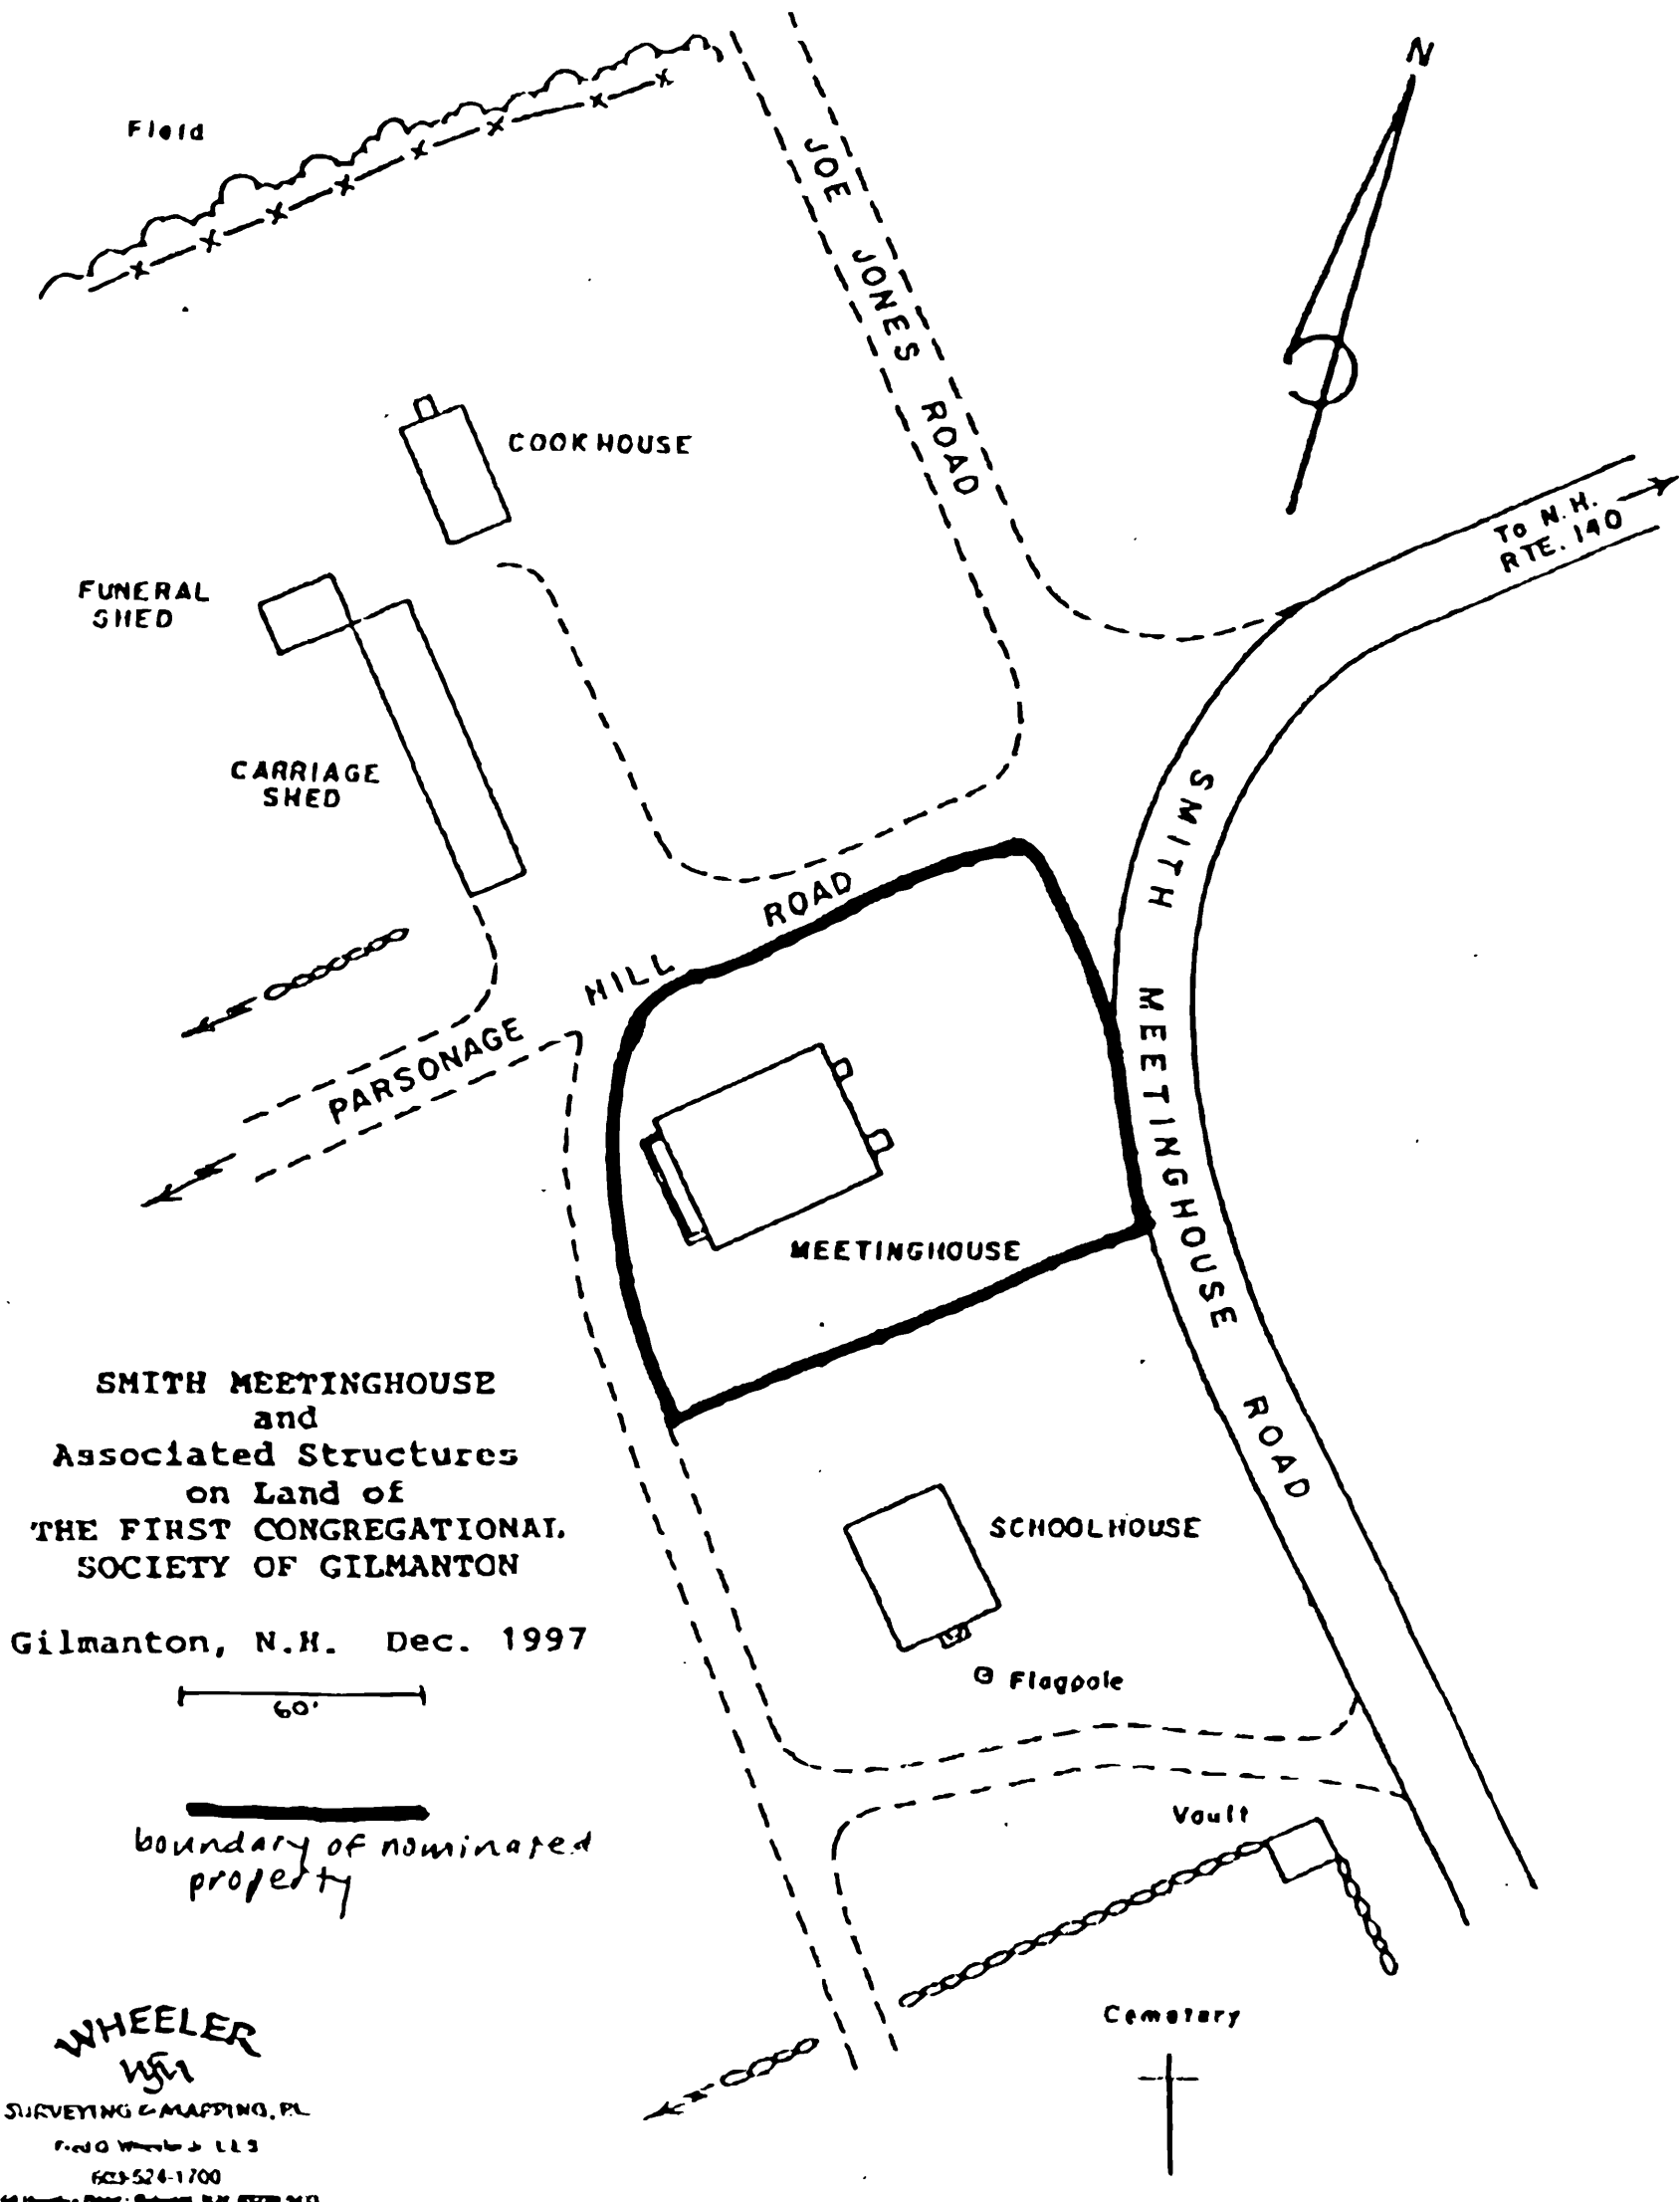 N
Field
JOE JONES ROAD
COOKHOUSE
TO N.H.
RTE. 140
FUNERAL
SHED
CARRIAGE
SHED
SMITH MEETINGHOUSE ROAD
PARSONAGE HILL ROAD
MEETINGHOUSE
SMITH MEETINGHOUSE
and
Associated Structures
on Land of
THE FIRST CONGREGATIONAL
SOCIETY OF GILMANTON
Gilmanton, N.H. Dec. 1997
60'
SCHOOLHOUSE
Flagpole
boundary of nominated
property
Vault
Cemetary
WHEELER
SURVEYING & MAPPING, PL
603-524-1700